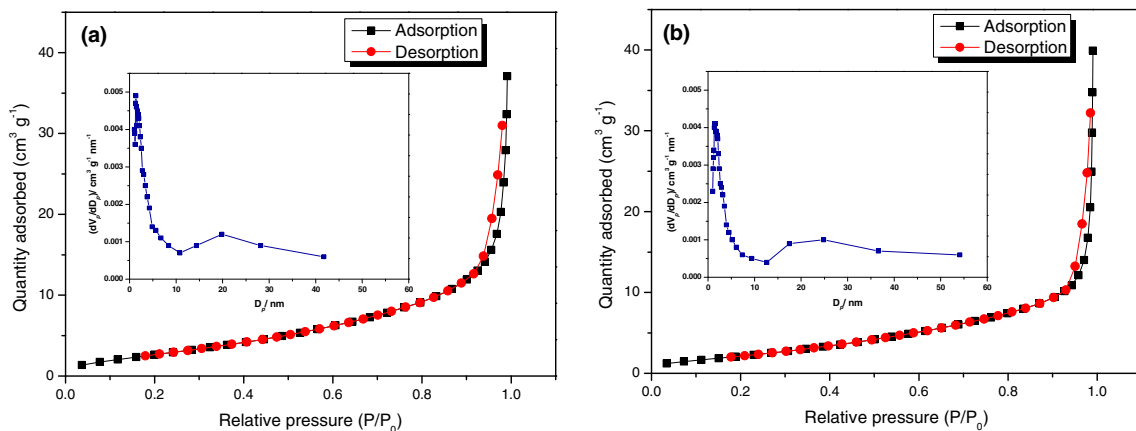 (a)
Adsorption
Desorption
Quantity adsorbed (cm³ g⁻¹)
40
30
20
10
0
0.0 0.2 0.4 0.6 0.8 1.0
Relative pressure (P/P₀)
(dVₚ/dDₚ)/ cm³ g⁻¹ nm⁻¹
0.005
0.004
0.003
0.002
0.001
0.000
0 10 20 30 40 50 60
Dₚ/ nm
(b)
Adsorption
Desorption
Quantity adsorbed (cm³ g⁻¹)
40
30
20
10
0
0.0 0.2 0.4 0.6 0.8 1.0
Relative pressure (P/P₀)
(dVₚ/dDₚ)/ cm³ g⁻¹ nm⁻¹
0.005
0.004
0.003
0.002
0.001
0.000
0 10 20 30 40 50 60
Dₚ/ nm